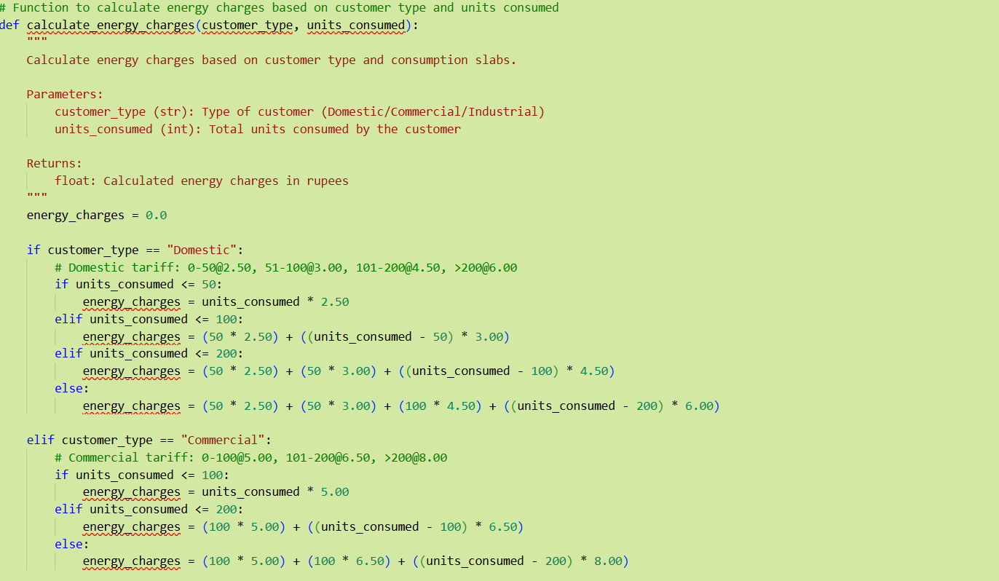 # Function to calculate energy charges based on customer type and units consumed
def calculate_energy_charges(customer_type, units_consumed):
    """
    Calculate energy charges based on customer type and consumption slabs.

    Parameters:
        customer_type (str): Type of customer (Domestic/Commercial/Industrial)
        units_consumed (int): Total units consumed by the customer

    Returns:
        float: Calculated energy charges in rupees
    """
    energy_charges = 0.0

    if customer_type == "Domestic":
        # Domestic tariff: 0-50@2.50, 51-100@3.00, 101-200@4.50, >200@6.00
        if units_consumed <= 50:
            energy_charges = units_consumed * 2.50
        elif units_consumed <= 100:
            energy_charges = (50 * 2.50) + ((units_consumed - 50) * 3.00)
        elif units_consumed <= 200:
            energy_charges = (50 * 2.50) + (50 * 3.00) + ((units_consumed - 100) * 4.50)
        else:
            energy_charges = (50 * 2.50) + (50 * 3.00) + (100 * 4.50) + ((units_consumed - 200) * 6.00)

    elif customer_type == "Commercial":
        # Commercial tariff: 0-100@5.00, 101-200@6.50, >200@8.00
        if units_consumed <= 100:
            energy_charges = units_consumed * 5.00
        elif units_consumed <= 200:
            energy_charges = (100 * 5.00) + ((units_consumed - 100) * 6.50)
        else:
            energy_charges = (100 * 5.00) + (100 * 6.50) + ((units_consumed - 200) * 8.00)